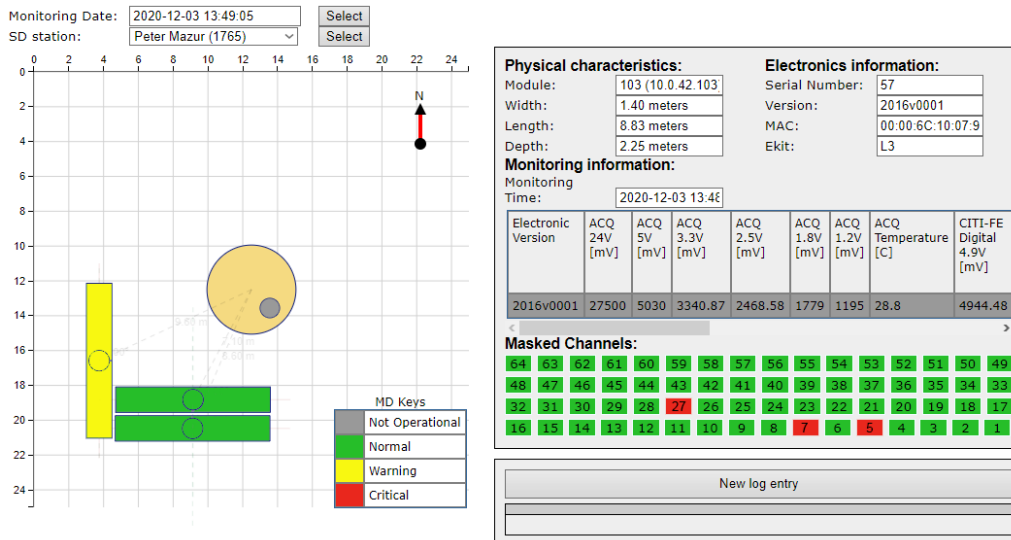 Monitoring Date: 2020-12-03 13:49:05 Select
SD station: Peter Mazur (1765) Select
0 2 4 6 8 10 12 14 16 18 20 22 24
0
2
4
6
8
10
12
14
16
18
20
22
24
N
MD Keys
Not Operational
Normal
Warning
Critical
Physical characteristics:
Module: 103 (10.0.42.103
Width: 1.40 meters
Length: 8.83 meters
Depth: 2.25 meters
Electronics information:
Serial Number: 57
Version: 2016v0001
MAC: 00:00:6C:10:07:9
Ekit: L3
Monitoring information:
Monitoring
Time: 2020-12-03 13:48
Electronic Version ACQ 24V [mV] ACQ 5V [mV] ACQ 3.3V [mV] ACQ 2.5V [mV] ACQ 1.8V [mV] ACQ 1.2V [mV] ACQ Temperature [C] CITI-FE Digital 4.9V [mV]
2016v0001 27500 5030 3340.87 2468.58 1779 1195 28.8 4944.48
Masked Channels:
64 63 62 61 60 59 58 57 56 55 54 53 52 51 50 49
48 47 46 45 44 43 42 41 40 39 38 37 36 35 34 33
32 31 30 29 28 27 26 25 24 23 22 21 20 19 18 17
16 15 14 13 12 11 10 9 8 7 6 5 4 3 2 1
New log entry